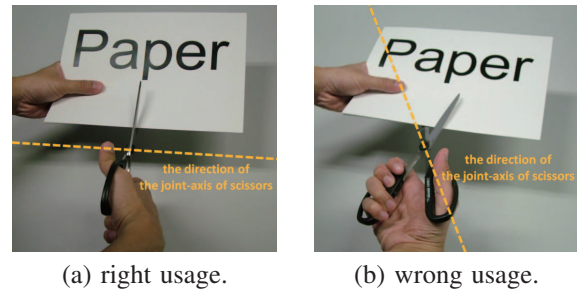 Paper
the direction of
the joint-axis of scissors
(a) right usage.
Paper
the direction of
the joint-axis of scissors
(b) wrong usage.